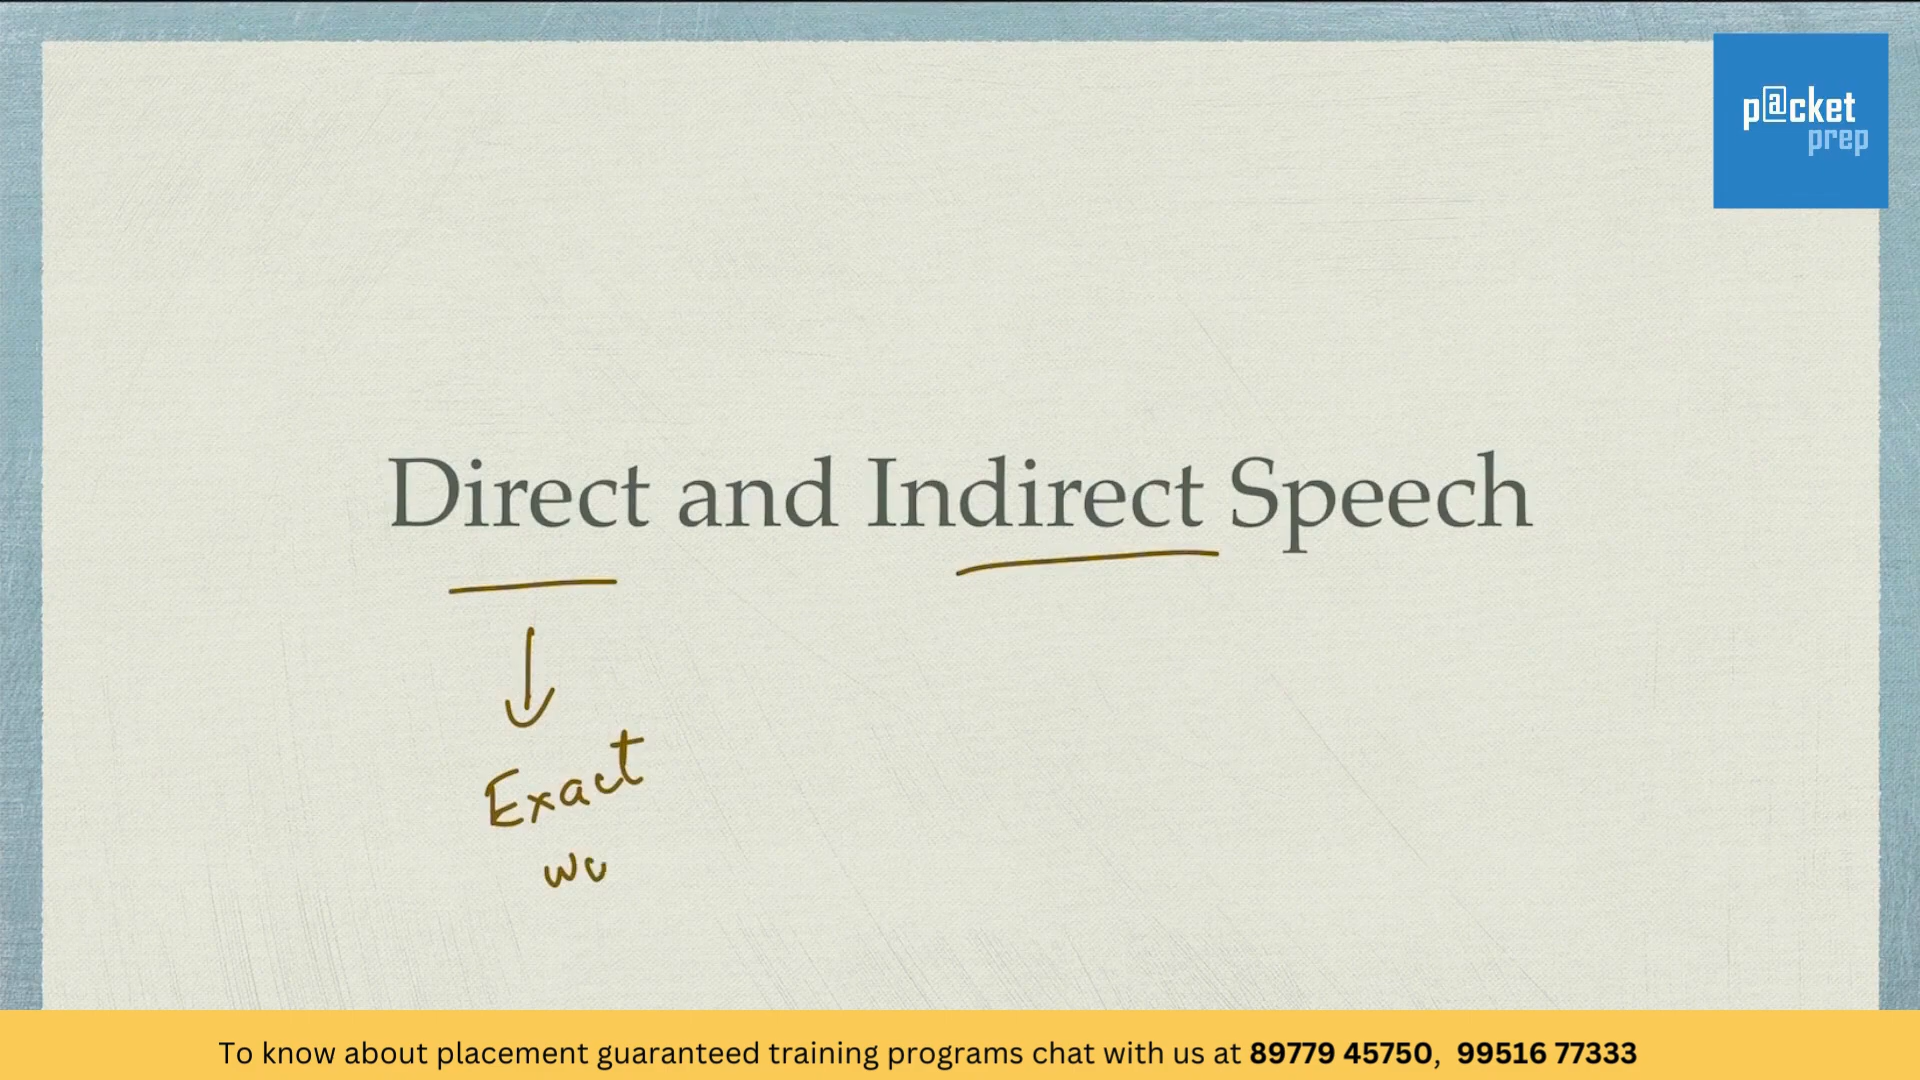 p@cket
prep
Direct and Indirect Speech
Exact
To know about placement guaranteed training programs chat with us at 89779 45750, 99516 77333